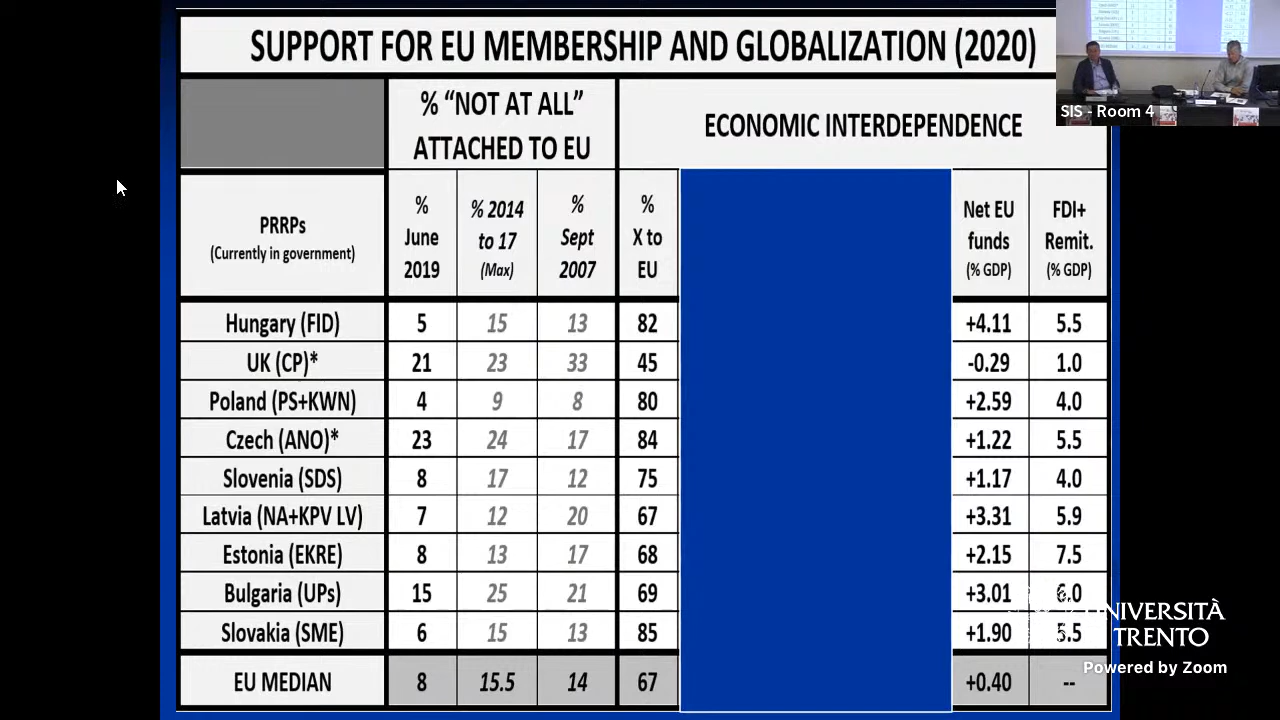 SUPPORT FOR EU MEMBERSHIP AND GLOBALIZATION (2020)
SIS - Room 4
% “NOT AT ALL”
ATTACHED TO EU
ECONOMIC INTERDEPENDENCE
PRRPs
(Currently in government)
%
June
2019
% 2014
to 17
(Max)
%
Sept
2007
%
X to
EU
Net EU
funds
(% GDP)
FDI+
Remit.
(% GDP)
Hungary (FID) 5 15 13 82 +4.11 5.5
UK (CP)* 21 23 33 45 -0.29 1.0
Poland (PS+KWN) 4 9 8 80 +2.59 4.0
Czech (ANO)* 23 24 17 84 +1.22 5.5
Slovenia (SDS) 8 17 12 75 +1.17 4.0
Latvia (NA+KPV LV) 7 12 20 67 +3.31 5.9
Estonia (EKRE) 8 13 17 68 +2.15 7.5
Bulgaria (UPs) 15 25 21 69 +3.01
Slovakia (SME) 6 15 13 85 +1.90
EU MEDIAN 8 15.5 14 67 +0.40 --
UNIVERSITÀ
TRENTO
Powered by Zoom